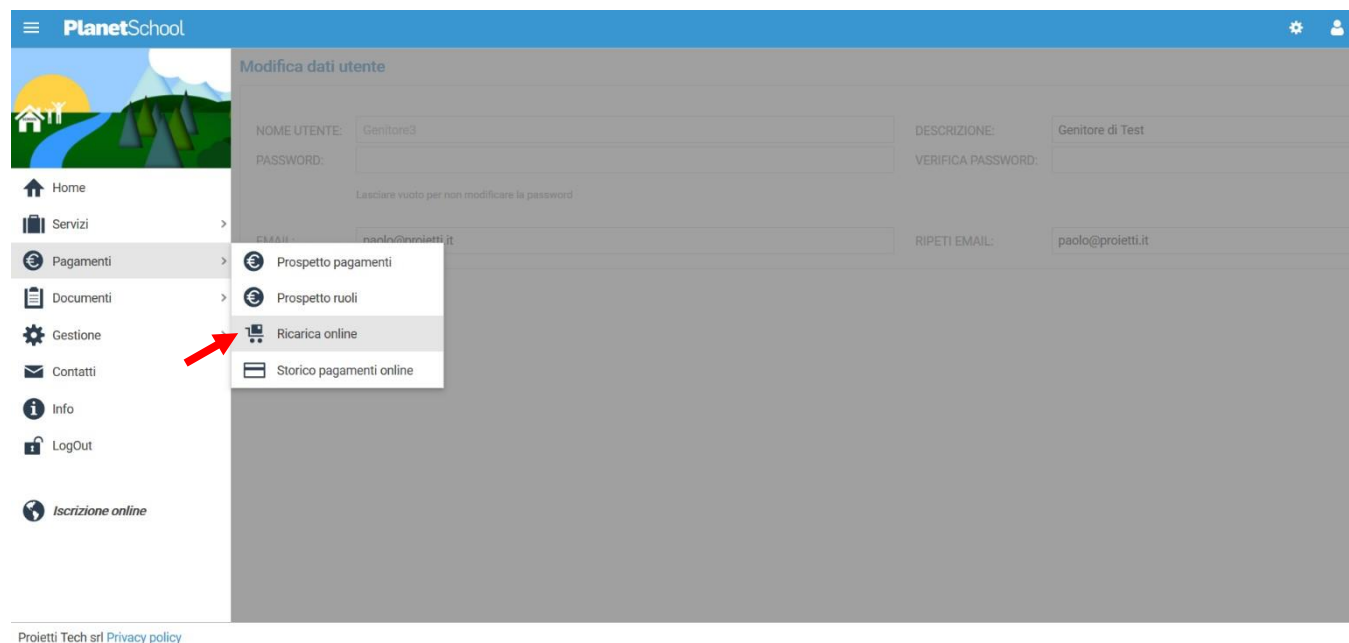 PlanetSchool
Modifica dati utente
NOME UTENTE: Genitore3 DESCRIZIONE: Genitore di Test
PASSWORD: VERIFICA PASSWORD:
Lasciare vuoto per non modificare la password
EMAIL: paolo@proietti.it RIPETI EMAIL: paolo@proietti.it
Home
Servizi
Pagamenti
Documenti
Gestione
Contatti
Info
LogOut
Iscrizione online
Prospetto pagamenti
Prospetto ruoli
Ricarica online
Storico pagamenti online
Proietti Tech srl Privacy policy